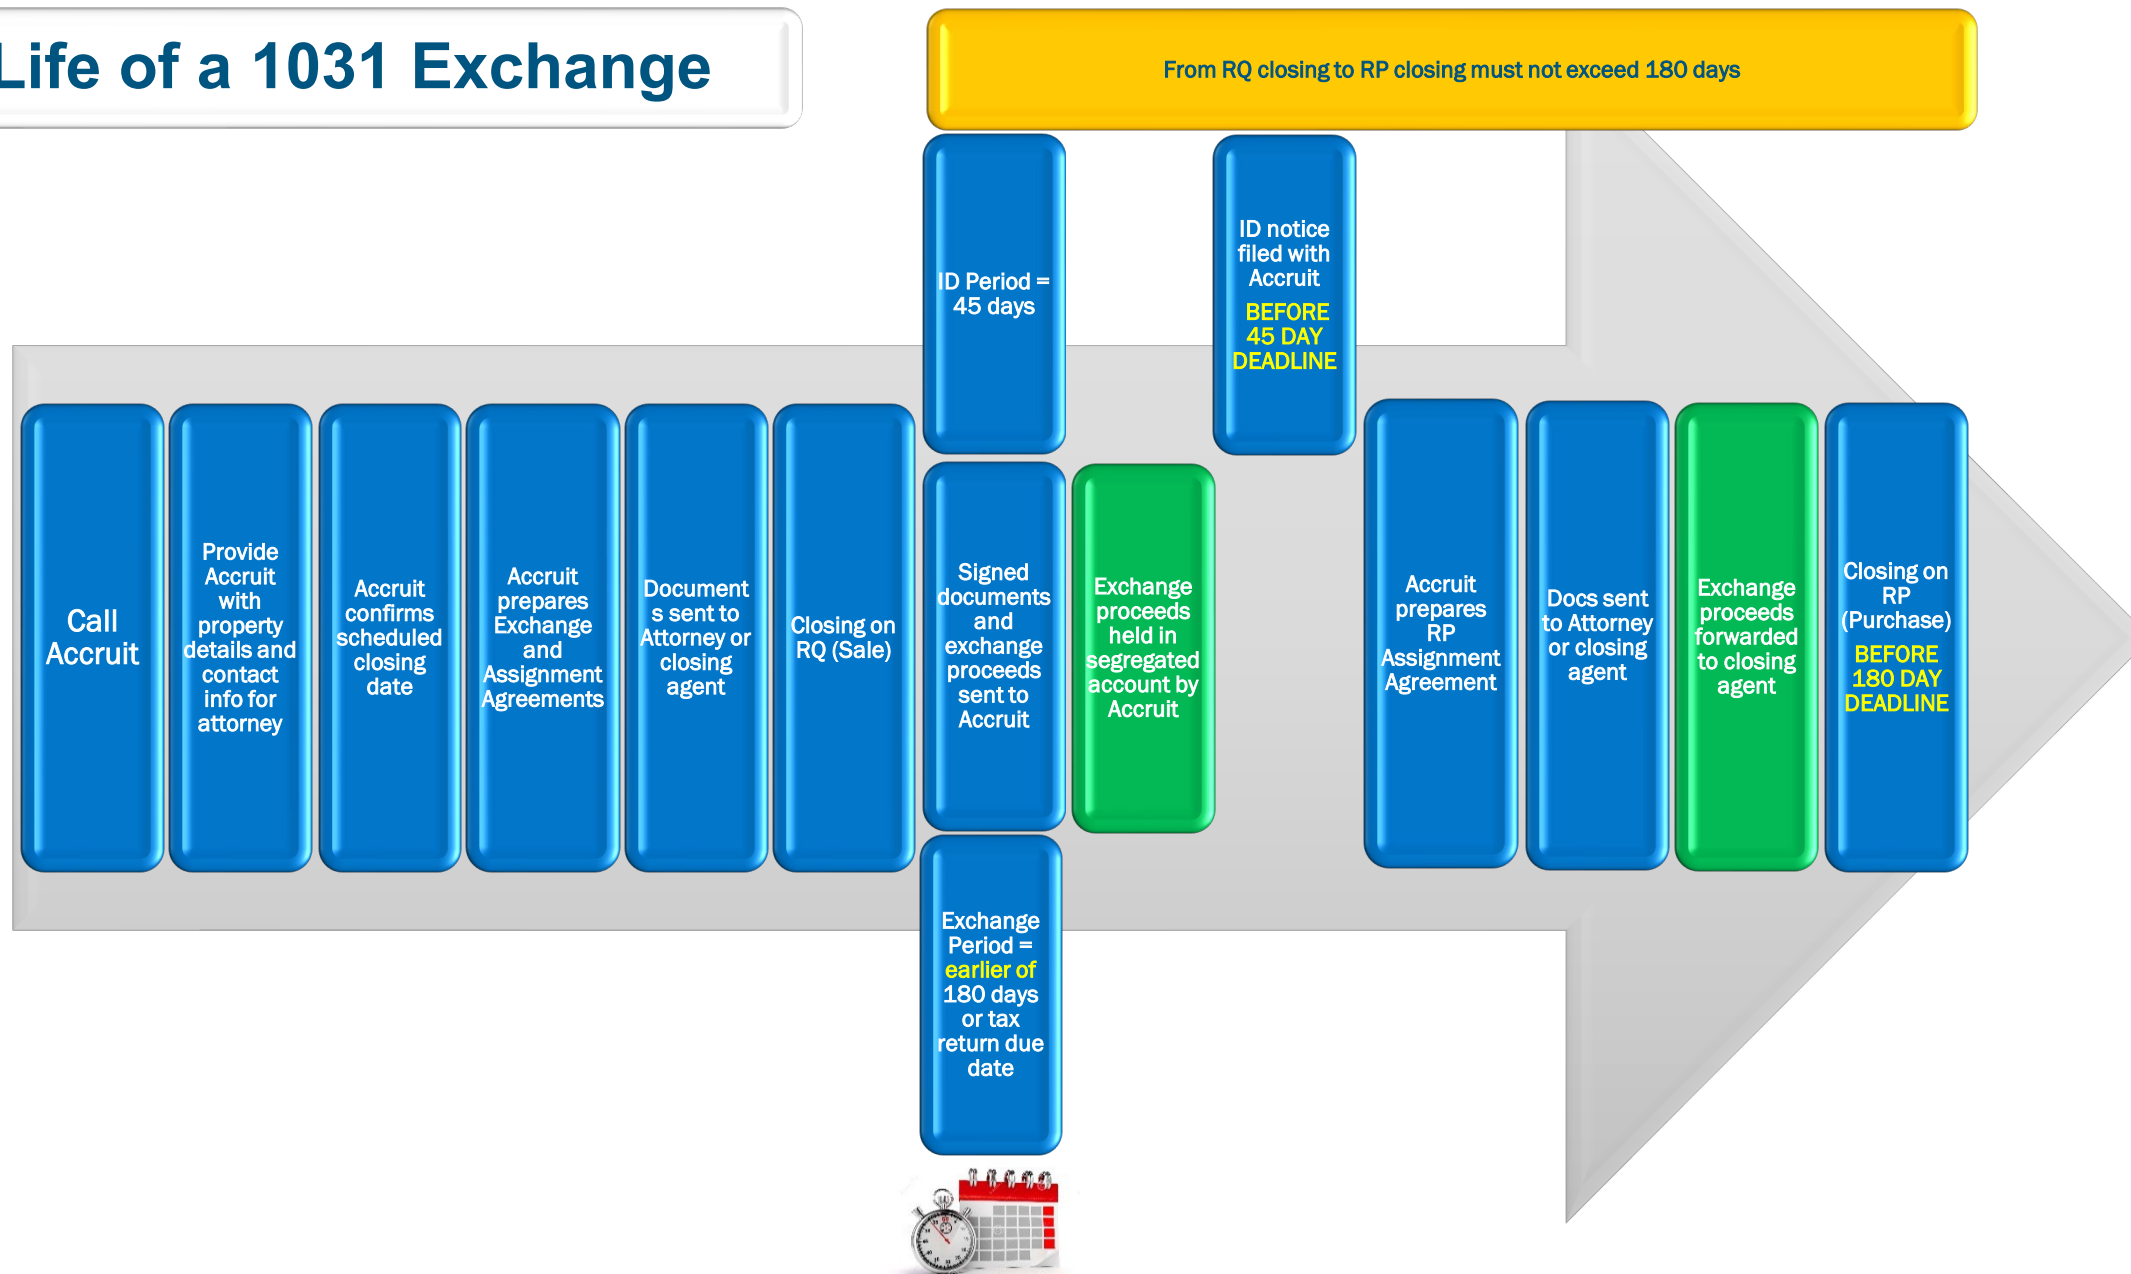 Life of a 1031 Exchange
From RQ closing to RP closing must not exceed 180 days
Call
Accruit
Provide
Accruit
with
property
details and
contact
info for
attorney
Accruit
confirms
scheduled
closing
date
Accruit
prepares
Exchange
and
Assignment
Agreements
Document
s sent to
Attorney or
closing
agent
Closing on
RQ (Sale)
ID Period =
45 days
Signed
documents
and
exchange
proceeds
sent to
Accruit
Exchange
Period =
earlier of
180 days
or tax
return due
date
Exchange
proceeds
held in
segregated
account by
Accruit
ID notice
filed with
Accruit
BEFORE
45 DAY
DEADLINE
Accruit
prepares
RP
Assignment
Agreement
Docs sent
to Attorney
or closing
agent
Exchange
proceeds
forwarded
to closing
agent
Closing on
RP
(Purchase)
BEFORE
180 DAY
DEADLINE